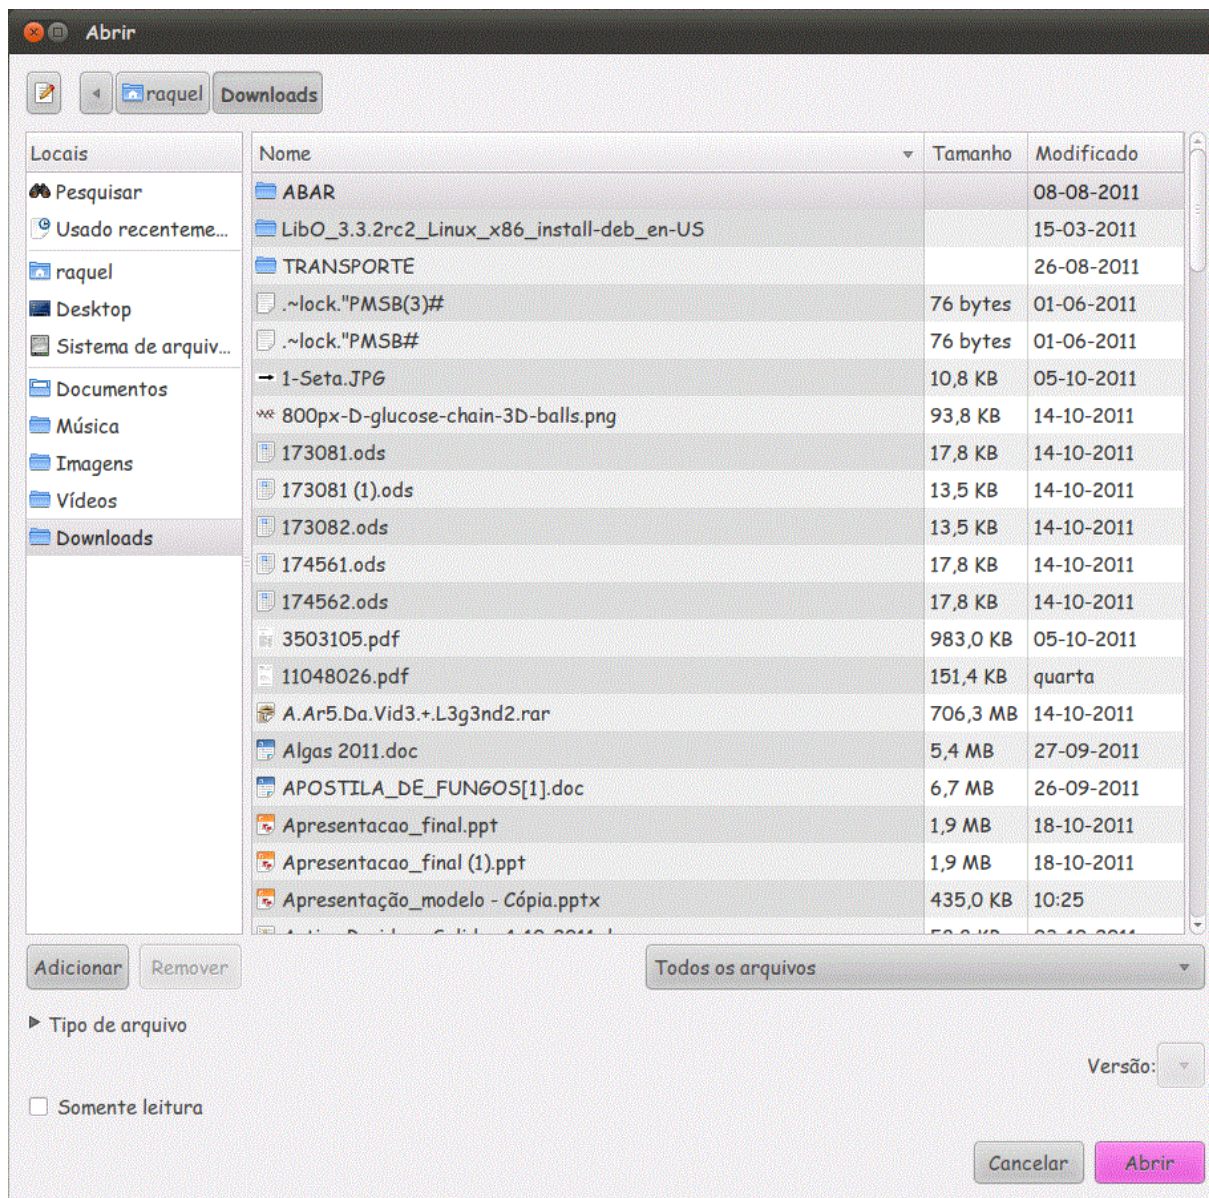 Abrir
raquel Downloads
Locais
Pesquisar
Usado recenteme...
raquel
Desktop
Sistema de arquiv...
Documentos
Música
Imagens
Vídeos
Downloads
Nome Tamanho Modificado
ABAR 08-08-2011
LibO_3.3.2rc2_Linux_x86_install-deb_en-US 15-03-2011
TRANSPORTE 26-08-2011
.~lock."PMSB(3)# 76 bytes 01-06-2011
.~lock."PMSB# 76 bytes 01-06-2011
1-Seta.JPG 10,8 KB 05-10-2011
800px-D-glucose-chain-3D-balls.png 93,8 KB 14-10-2011
173081.ods 17,8 KB 14-10-2011
173081 (1).ods 13,5 KB 14-10-2011
173082.ods 13,5 KB 14-10-2011
174561.ods 17,8 KB 14-10-2011
174562.ods 17,8 KB 14-10-2011
3503105.pdf 983,0 KB 05-10-2011
11048026.pdf 151,4 KB quarta
A.Ar5.Da.Vid3.+.L3g3nd2.rar 706,3 MB 14-10-2011
Algas 2011.doc 5,4 MB 27-09-2011
APOSTILA_DE_FUNGOS[1].doc 6,7 MB 26-09-2011
Apresentacao_final.ppt 1,9 MB 18-10-2011
Apresentacao_final (1).ppt 1,9 MB 18-10-2011
Apresentação_modelo - Cópia.pptx 435,0 KB 10:25
Adicionar Remover Todos os arquivos
Tipo de arquivo
Versão:
Somente leitura
Cancelar Abrir